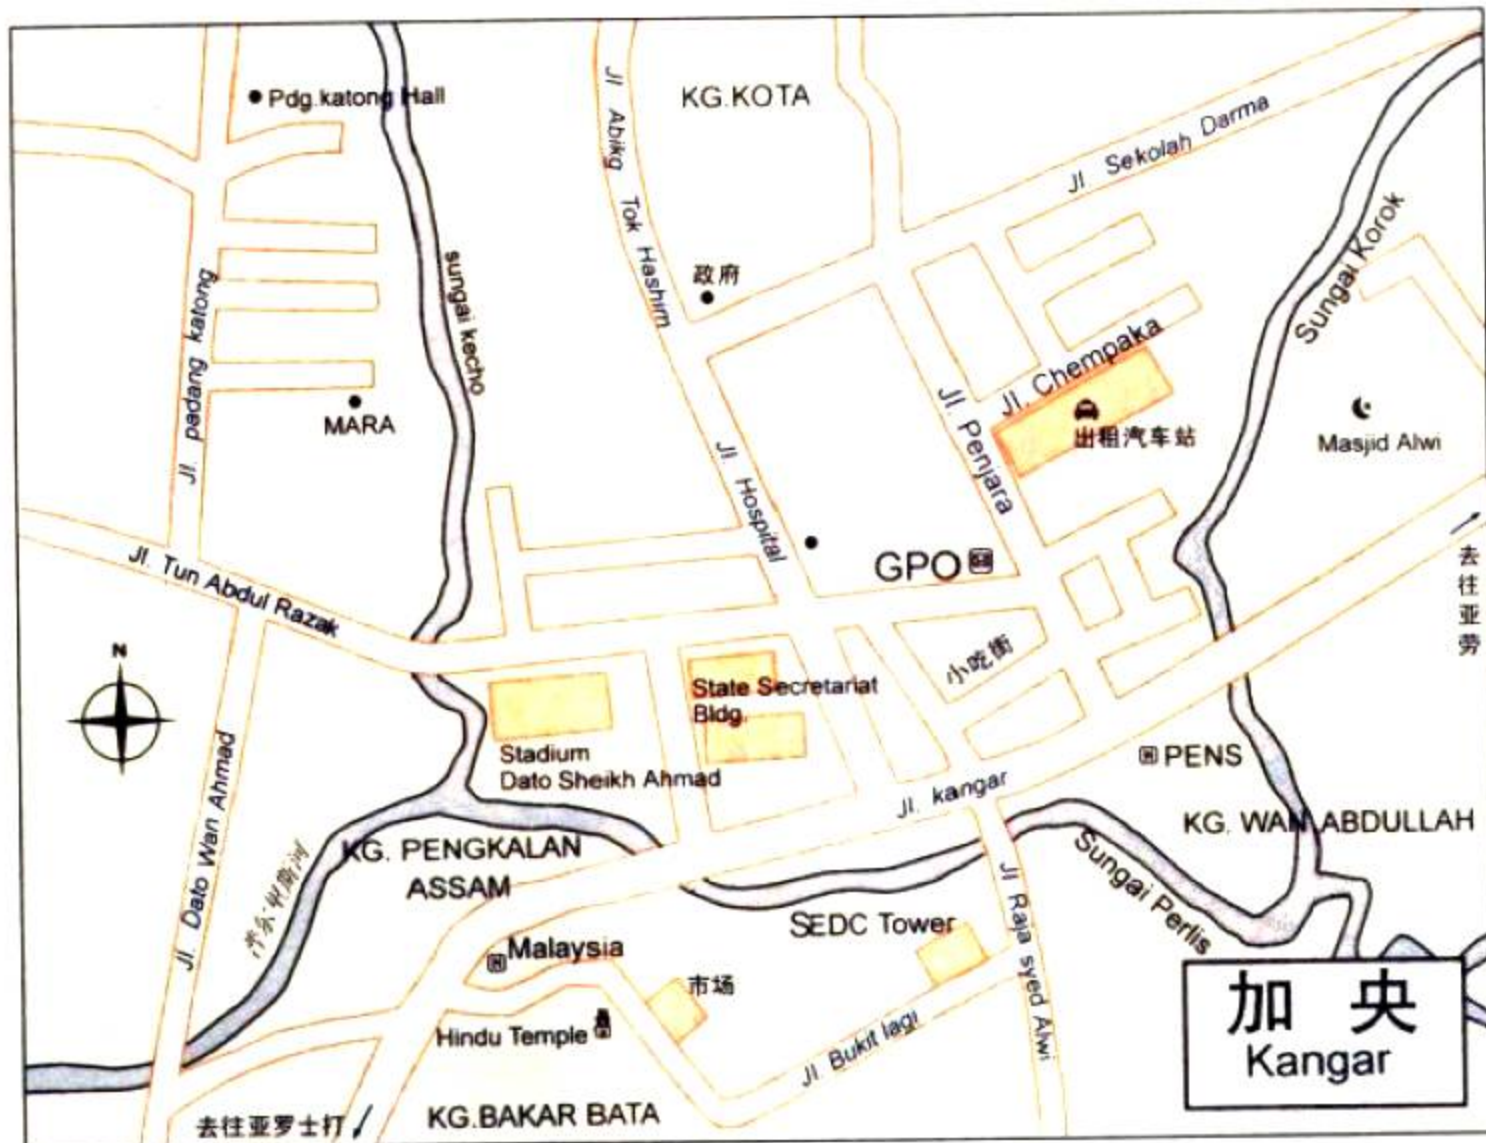 Pdg.katong Hall
KG.KOTA
Jl Abikg Tok Hashim
Jl Sekolah Darma
Sungai Korok
sungai kecho
政府
Jl. padang katong
MARA
Jl. Chempaka
出租汽车站
Masjid Alwi
Jl. Penjara
Jl. Hospital
GPO
去往亚劳
Jl. Tun Abdul Razak
N
小吃街
State Secretariat
Bldg.
Stadium
Dato Sheikh Ahmad
PENS
Jl. kangar
Jl. Dato Wan Ahmad
KG. WAN ABDULLAH
KG. PENGKALAN
ASSAM
Sungai Perlis
Jl Raja syed Alwi
SEDC Tower
Malaysia
市场
Hindu Temple
Jl Bukit lagi
加央
Kangar
去往亚罗士打
KG.BAKAR BATA